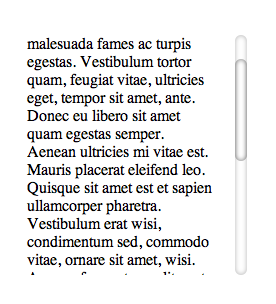 malesuada fames ac turpis
egestas. Vestibulum tortor
quam, feugiat vitae, ultricies
eget, tempor sit amet, ante.
Donec eu libero sit amet
quam egestas semper.
Aenean ultricies mi vitae est.
Mauris placerat eleifend leo.
Quisque sit amet est et sapien
ullamcorper pharetra.
Vestibulum erat wisi,
condimentum sed, commodo
vitae, ornare sit amet, wisi.